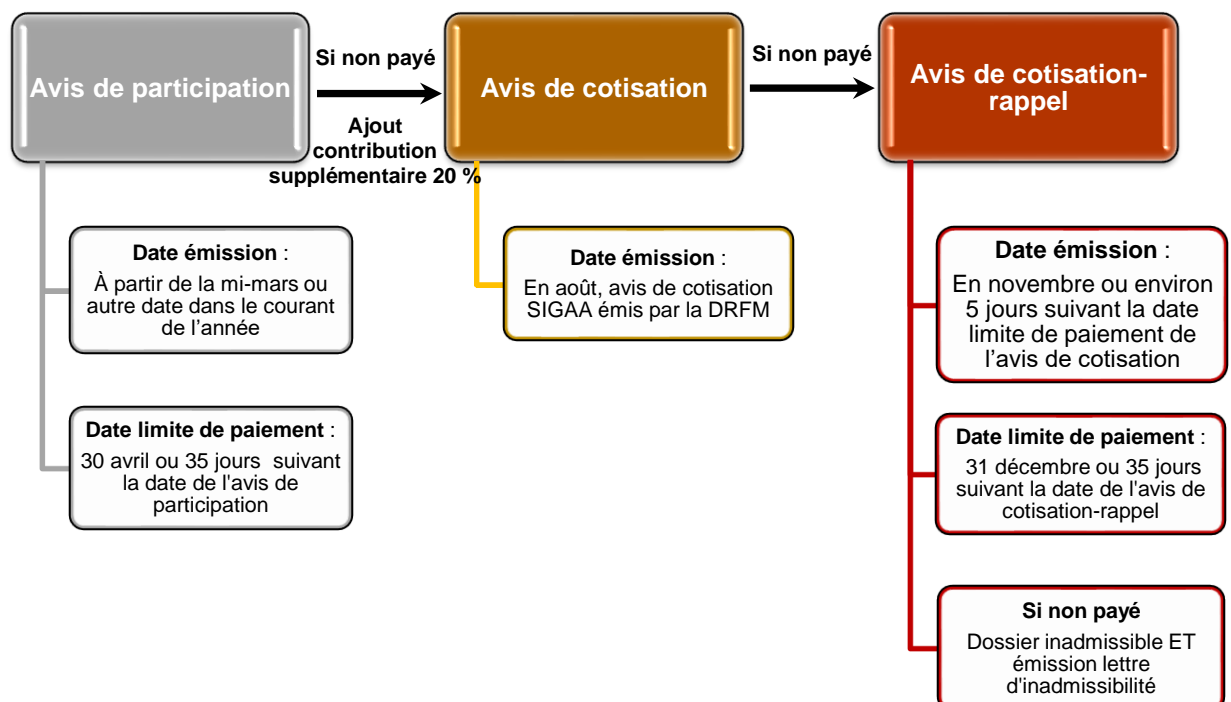 Avis de participation
Si non payé
Ajout
contribution
supplémentaire 20 %
Avis de cotisation
Si non payé
Avis de cotisation-
rappel
Date émission :
À partir de la mi-mars ou
autre date dans le courant
de l’année
Date limite de paiement :
30 avril ou 35 jours suivant
la date de l'avis de
participation
Date émission :
En août, avis de cotisation
SIGAA émis par la DRFM
Date émission :
En novembre ou environ
5 jours suivant la date
limite de paiement de
l’avis de cotisation
Date limite de paiement :
31 décembre ou 35 jours
suivant la date de l'avis de
cotisation-rappel
Si non payé
Dossier inadmissible ET
émission lettre
d'inadmissibilité